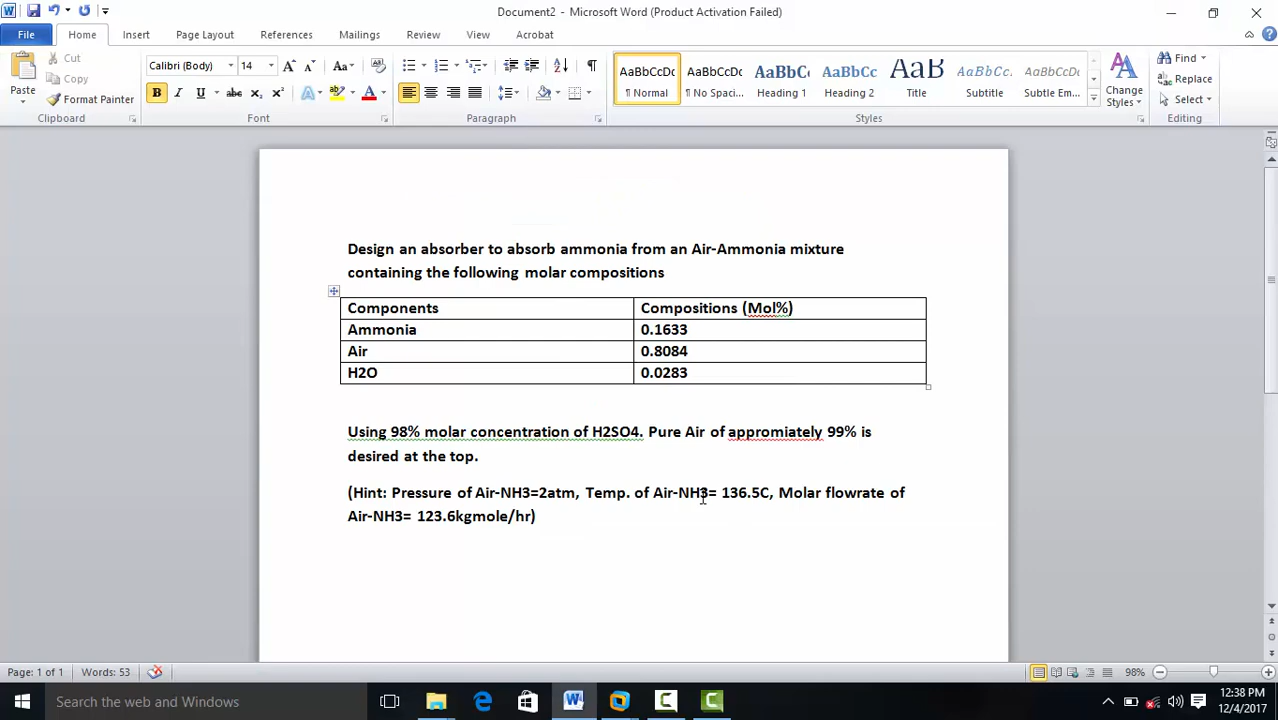 Document2 - Microsoft Word (Product Activation Failed)
File Home Insert Page Layout References Mailings Review View Acrobat
Paste
Cut
Copy
Format Painter
Clipboard
Calibri (Body) 14
Font
Paragraph
AaBbCcDc AaBbCcDc AaBbC AaBbCc AaB AaBbCc. AaBbCcDc
¶ Normal ¶ No Spaci... Heading 1 Heading 2 Title Subtitle Subtle Em...
Styles
Change Styles
Find
Replace
Select
Editing
Design an absorber to absorb ammonia from an Air-Ammonia mixture
containing the following molar compositions
Components Compositions (Mol%)
Ammonia 0.1633
Air 0.8084
H2O 0.0283
Using 98% molar concentration of H2SO4. Pure Air of appromiately 99% is
desired at the top.
(Hint: Pressure of Air-NH3=2atm, Temp. of Air-NH3= 136.5C, Molar flowrate of
Air-NH3= 123.6kgmole/hr)
Page: 1 of 1 Words: 53 98%
Search the web and Windows
12:38 PM
12/4/2017